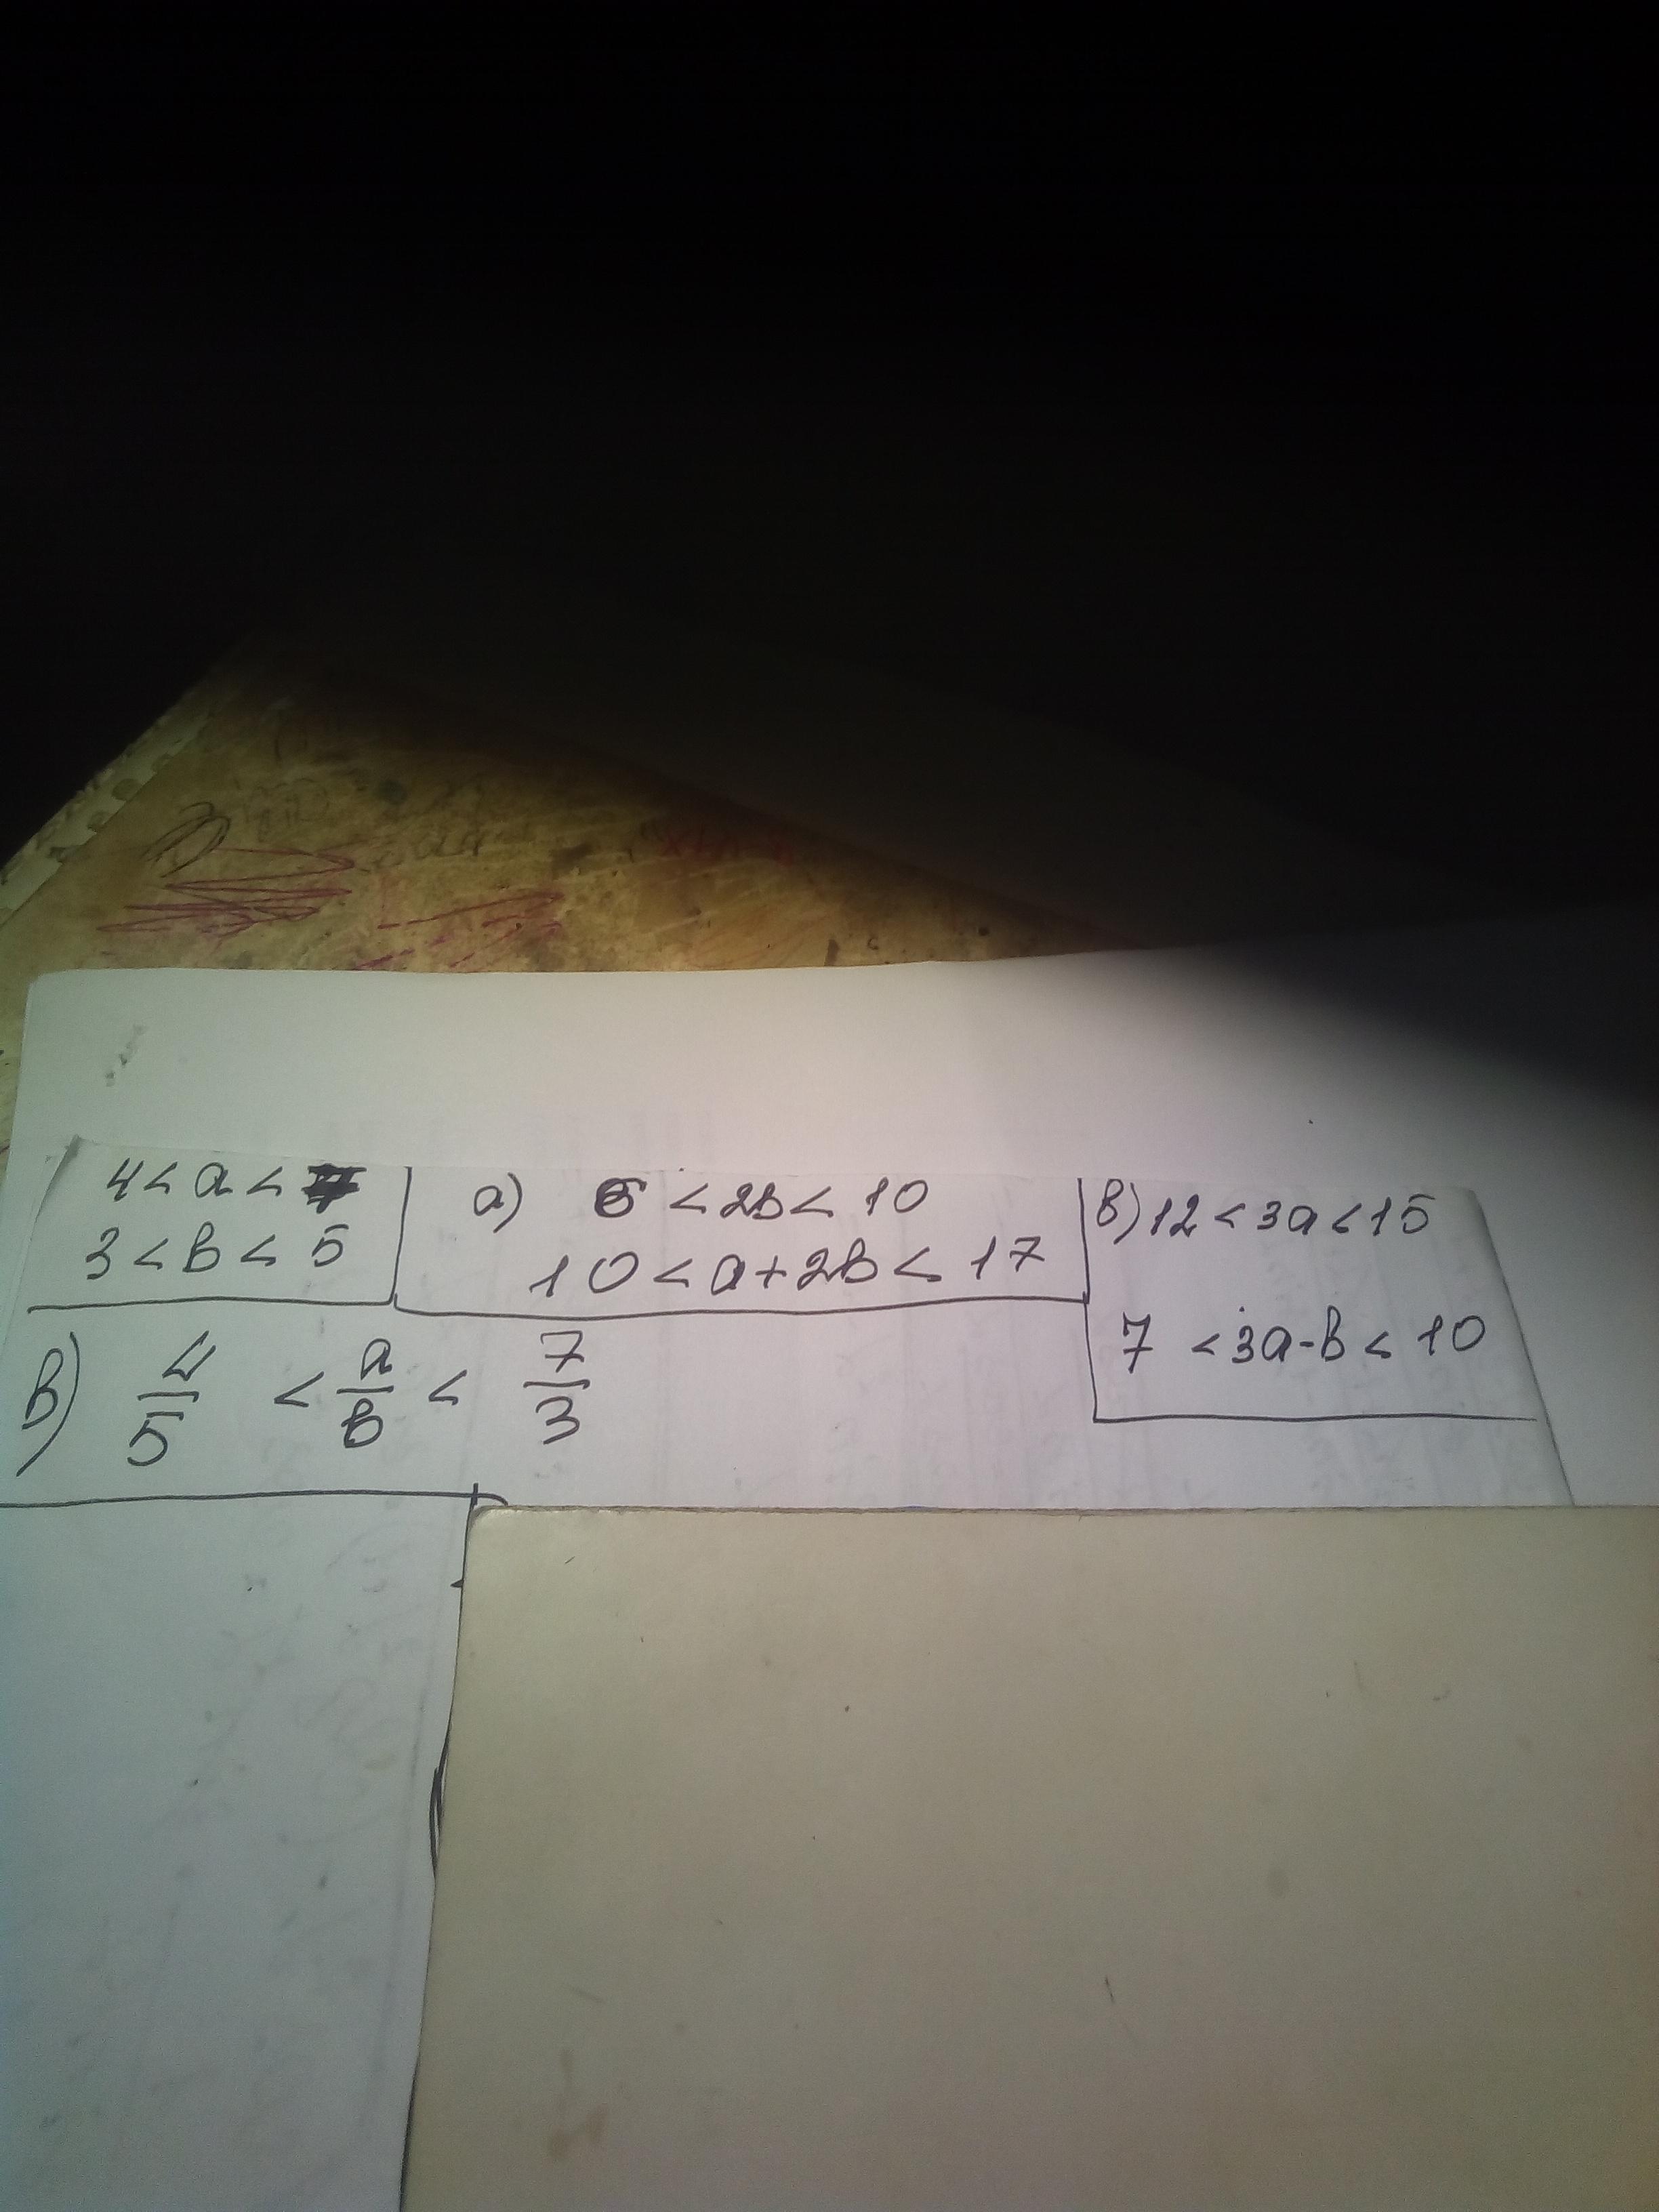 4 < a < 7
3 < b < 5
a) 6 < 2b < 10
10 < a + 2b < 17
b) 12 < 3a < 15
7 < 3a - b < 10
b) 4/5 < a/b < 7/3